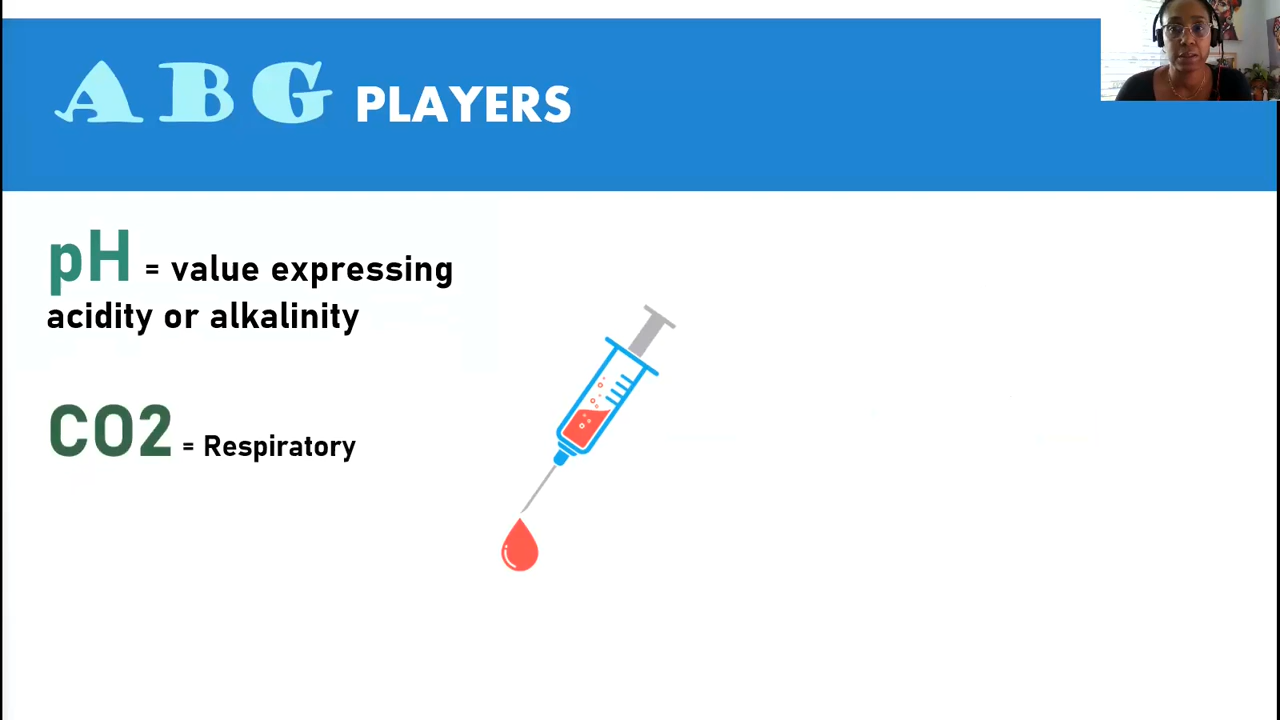 ABG PLAYERS
pH = value expressing
acidity or alkalinity
CO2 = Respiratory